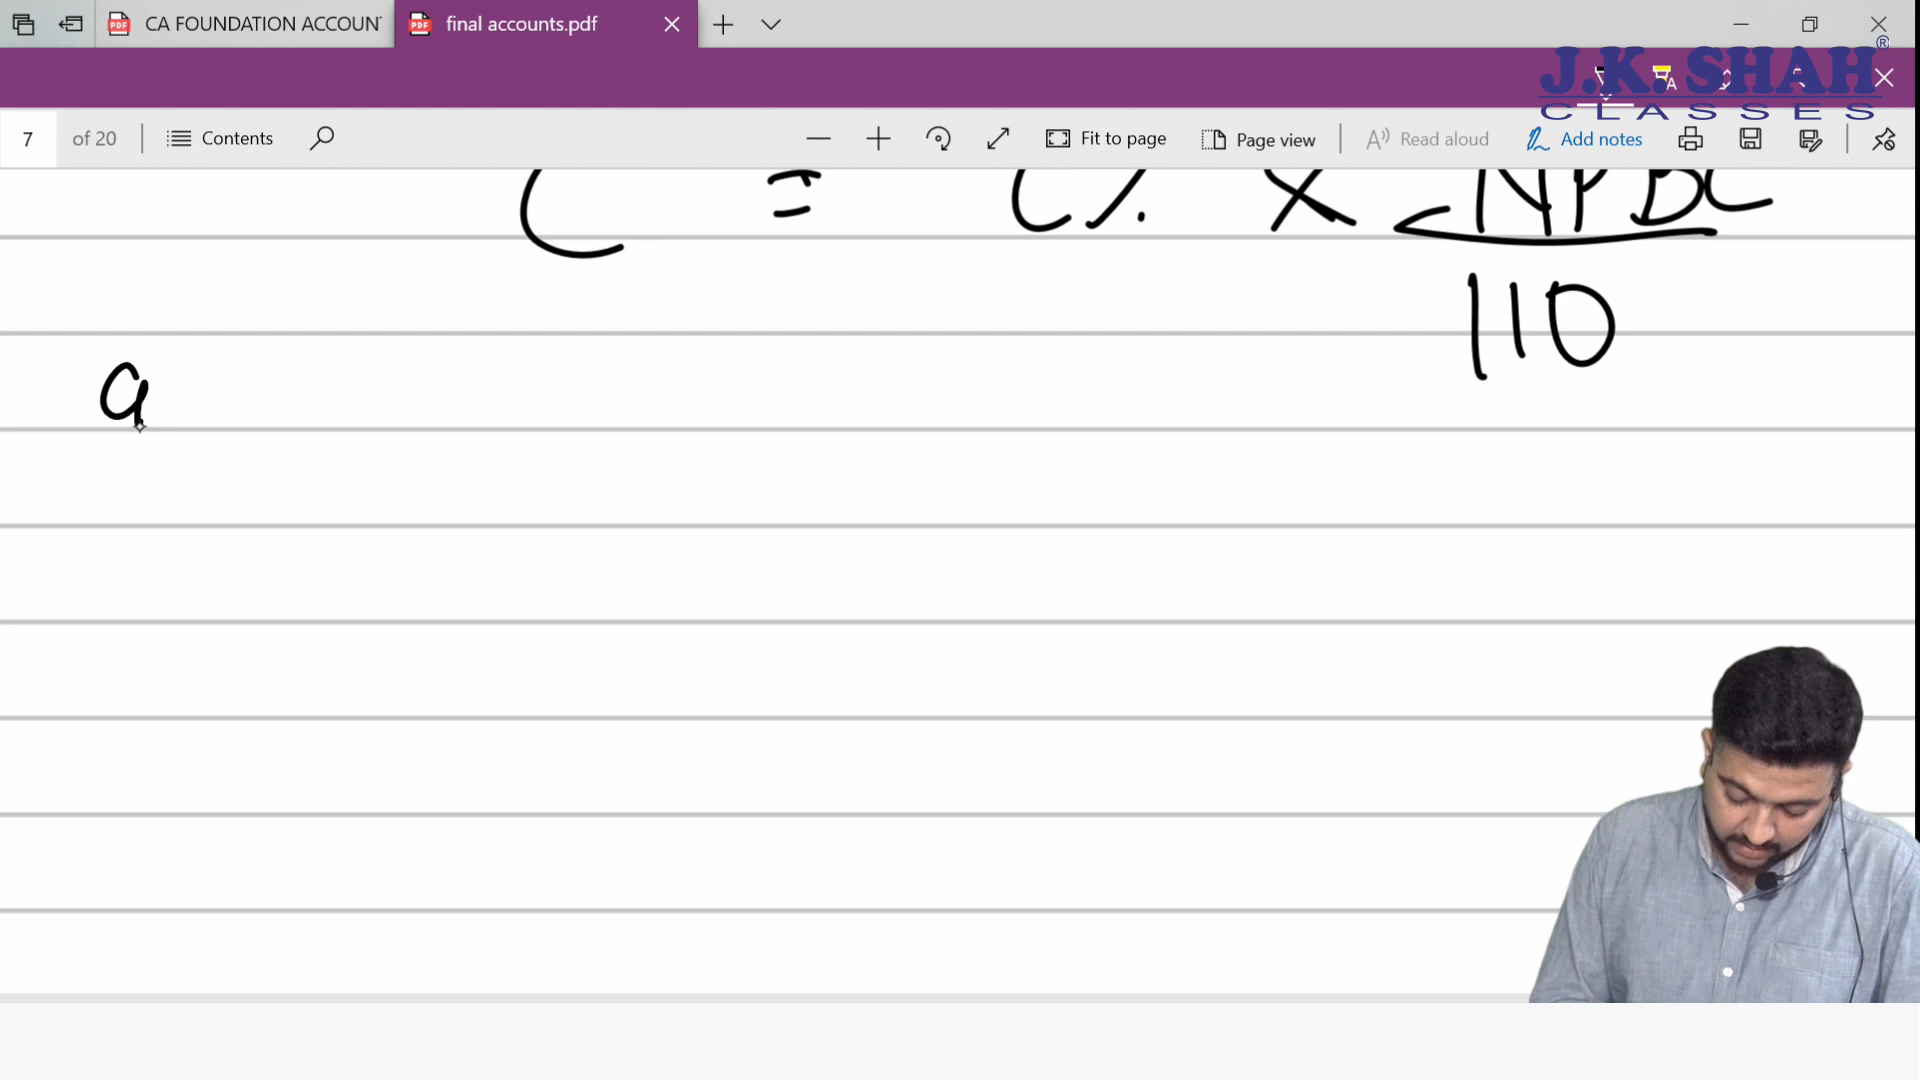 CA FOUNDATION ACCOUN
final accounts.pdf
J.K. SHAH®
CLASSES
7 of 20
Contents
Fit to page
Page view
A Read aloud
Add notes
C = C% × NPBC
110
a